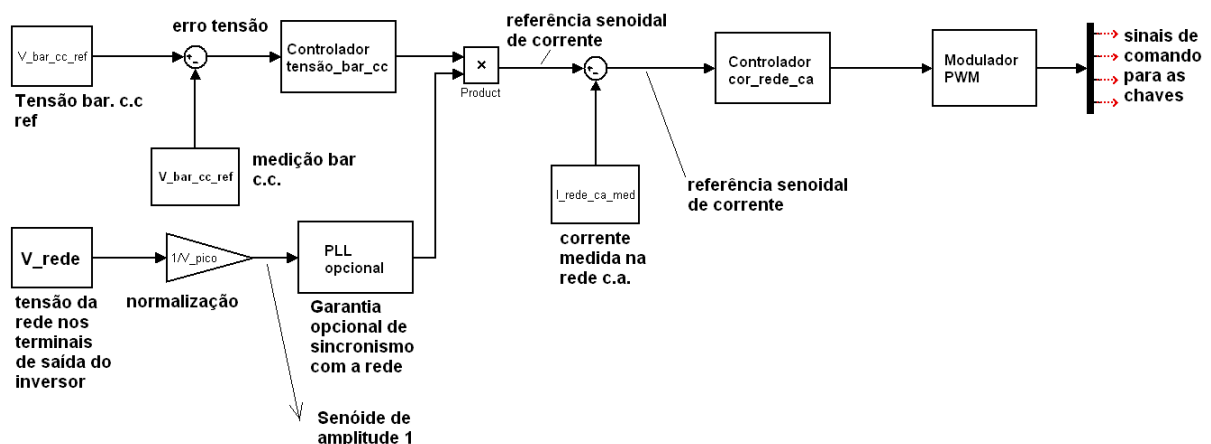 V_bar_cc_ref
Tensão bar. c.c
ref
erro tensão
Controlador
tensão_bar_cc
V_bar_cc_ref
medição bar
c.c.
×
Product
referência senoidal
de corrente
Controlador
cor_rede_ca
Modulador
PWM
sinais de
comando
para as
chaves
I_rede_ca_med
corrente
medida na
rede c.a.
referência senoidal
de corrente
V_rede
tensão da
rede nos
terminais
de saída do
inversor
1/V_pico
normalização
PLL
opcional
Garantia
opcional de
sincronismo
com a rede
Senóide de
amplitude 1